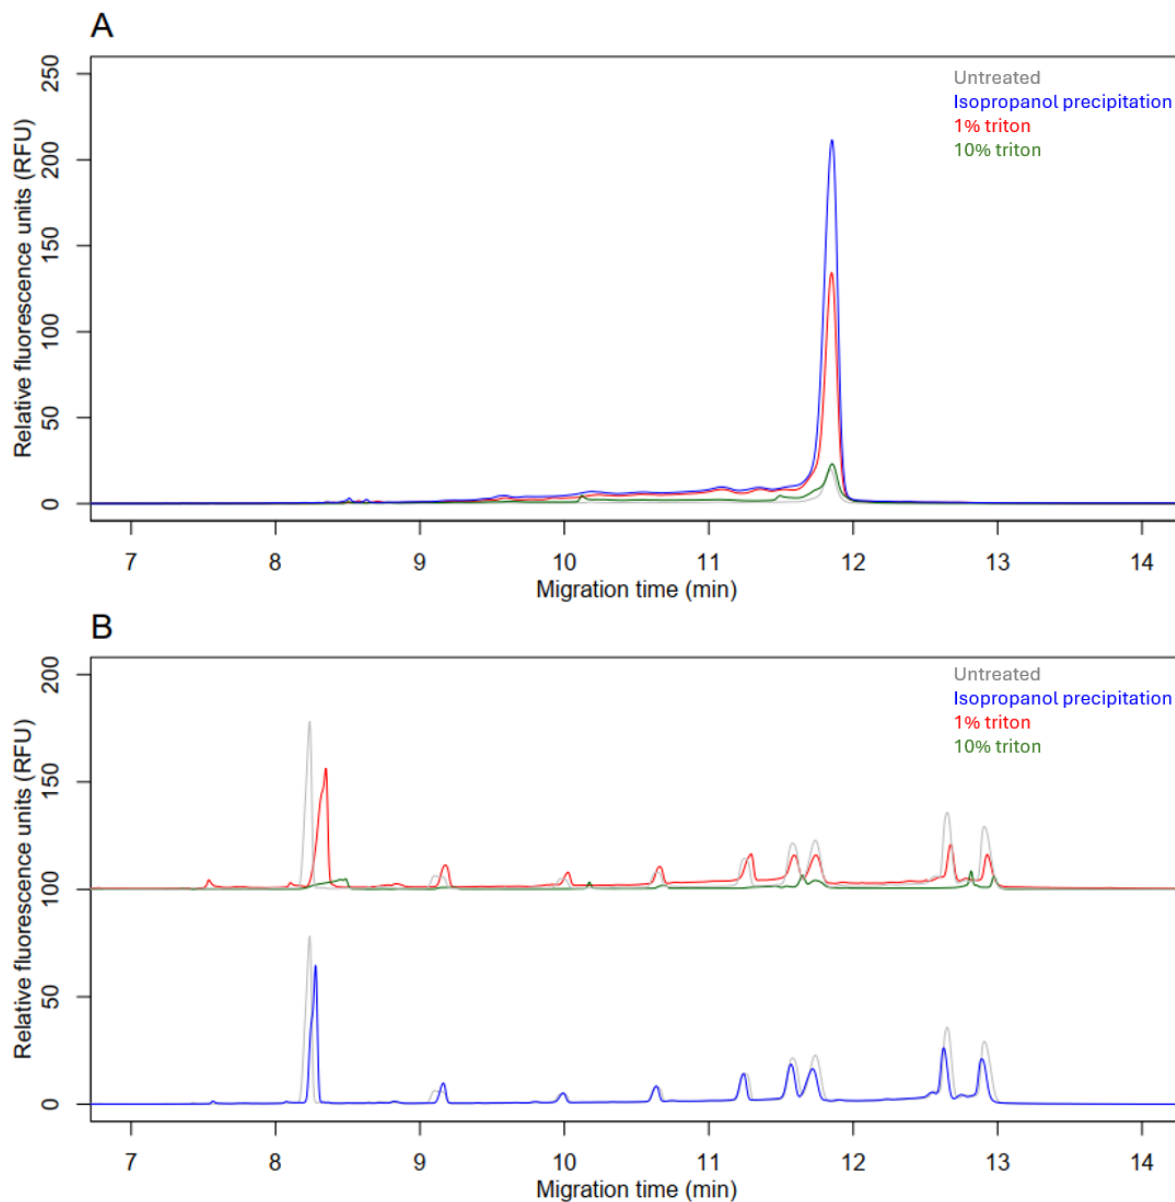 A
Relative fluorescence units (RFU)
250
200
150
100
50
0
Untreated
Isopropanol precipitation
1% triton
10% triton
7 8 9 10 11 12 13 14
Migration time (min)
B
Relative fluorescence units (RFU)
200
150
100
50
0
Untreated
Isopropanol precipitation
1% triton
10% triton
7 8 9 10 11 12 13 14
Migration time (min)